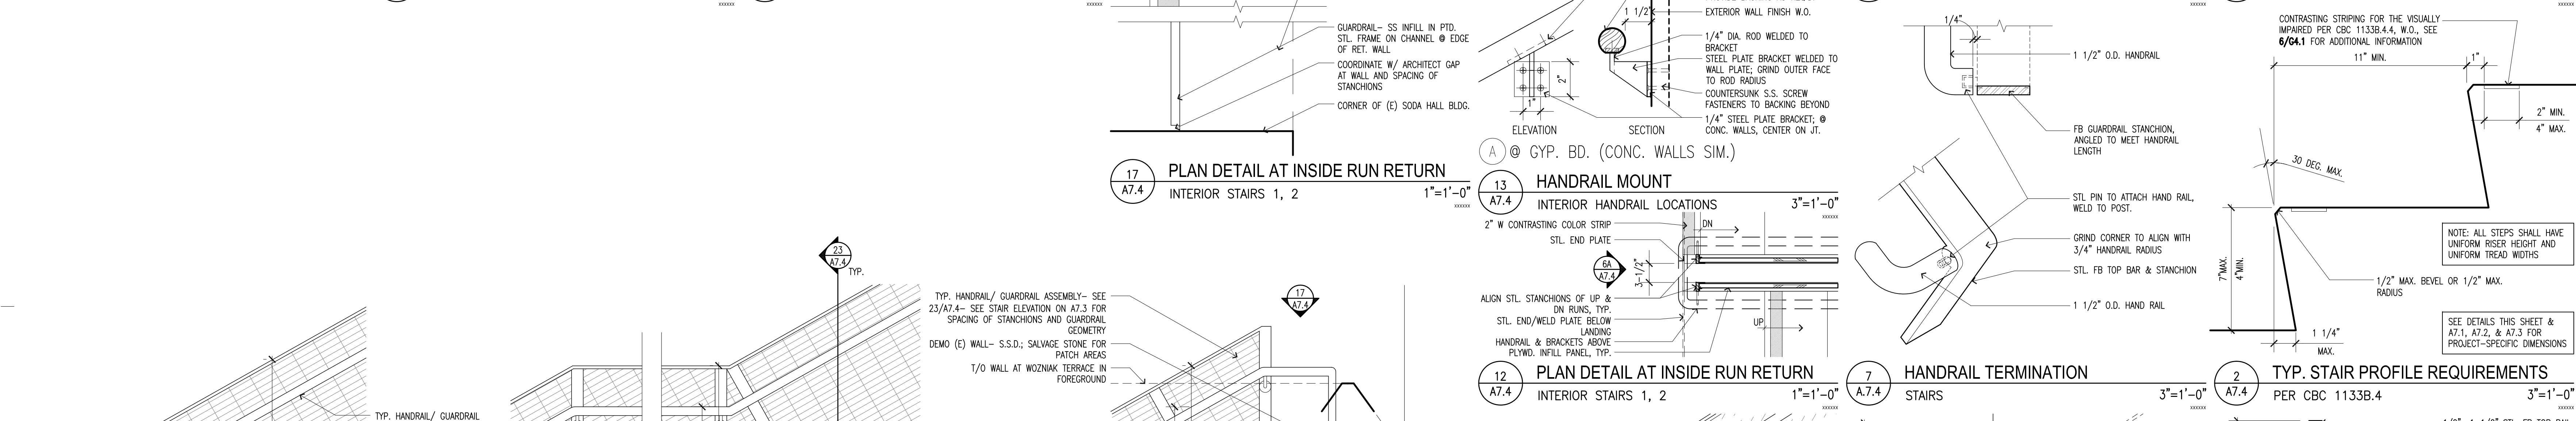 xxxxxx
xxxxxx
xxxxxx
xxxxxx
xxxxxx
GUARDRAIL- SS INFILL IN PTD.
STL. FRAME ON CHANNEL @ EDGE
OF RET. WALL
COORDINATE W/ ARCHITECT GAP
AT WALL AND SPACING OF
STANCHIONS
CORNER OF (E) SODA HALL BLDG.
17
A7.4
PLAN DETAIL AT INSIDE RUN RETURN
INTERIOR STAIRS 1, 2
1"=1'-0"
xxxxxx
1 1/2"
EXTERIOR WALL FINISH W.O.
1/4" DIA. ROD WELDED TO
BRACKET
STEEL PLATE BRACKET WELDED TO
WALL PLATE; GRIND OUTER FACE
TO ROD RADIUS
COUNTERSUNK S.S. SCREW
FASTENERS TO BACKING BEYOND
1/4" STEEL PLATE BRACKET; @
CONC. WALLS, CENTER ON JT.
2"
1"
ELEVATION
SECTION
A @ GYP. BD. (CONC. WALLS SIM.)
13
A7.4
HANDRAIL MOUNT
INTERIOR HANDRAIL LOCATIONS
3"=1'-0"
xxxxxx
2" W CONTRASTING COLOR STRIP
STL. END PLATE
DN
6A
A7.4
3-1/2"
ALIGN STL. STANCHIONS OF UP &
DN RUNS, TYP.
STL. END/WELD PLATE BELOW
LANDING
HANDRAIL & BRACKETS ABOVE
PLYWD. INFILL PANEL, TYP.
UP
12
A7.4
PLAN DETAIL AT INSIDE RUN RETURN
INTERIOR STAIRS 1, 2
1"=1'-0"
xxxxxx
1/4"
1 1/2" O.D. HANDRAIL
FB GUARDRAIL STANCHION,
ANGLED TO MEET HANDRAIL
LENGTH
STL PIN TO ATTACH HAND RAIL,
WELD TO POST.
GRIND CORNER TO ALIGN WITH
3/4" HANDRAIL RADIUS
STL. FB TOP BAR & STANCHION
1 1/2" O.D. HAND RAIL
7
A.7.4
HANDRAIL TERMINATION
STAIRS
3"=1'-0"
xxxxxx
CONTRASTING STRIPING FOR THE VISUALLY
IMPAIRED PER CBC 1133B.4.4, W.O., SEE
6/G4.1 FOR ADDITIONAL INFORMATION
11" MIN.
1"
2" MIN.
4" MAX.
30 DEG. MAX.
NOTE: ALL STEPS SHALL HAVE
UNIFORM RISER HEIGHT AND
UNIFORM TREAD WIDTHS
7"MAX.
4"MIN.
1/2" MAX. BEVEL OR 1/2" MAX.
RADIUS
SEE DETAILS THIS SHEET &
A7.1, A7.2, & A7.3 FOR
PROJECT-SPECIFIC DIMENSIONS
1 1/4"
MAX.
2
A7.4
TYP. STAIR PROFILE REQUIREMENTS
PER CBC 1133B.4
3"=1'-0"
xxxxxx
23
A7.4
TYP.
17
A7.4
TYP. HANDRAIL/ GUARDRAIL ASSEMBLY- SEE
23/A7.4- SEE STAIR ELEVATION ON A7.3 FOR
SPACING OF STANCHIONS AND GUARDRAIL
GEOMETRY
DEMO (E) WALL- S.S.D.; SALVAGE STONE FOR
PATCH AREAS
T/O WALL AT WOZNIAK TERRACE IN
FOREGROUND
TYP. HANDRAIL/ GUARDRAIL